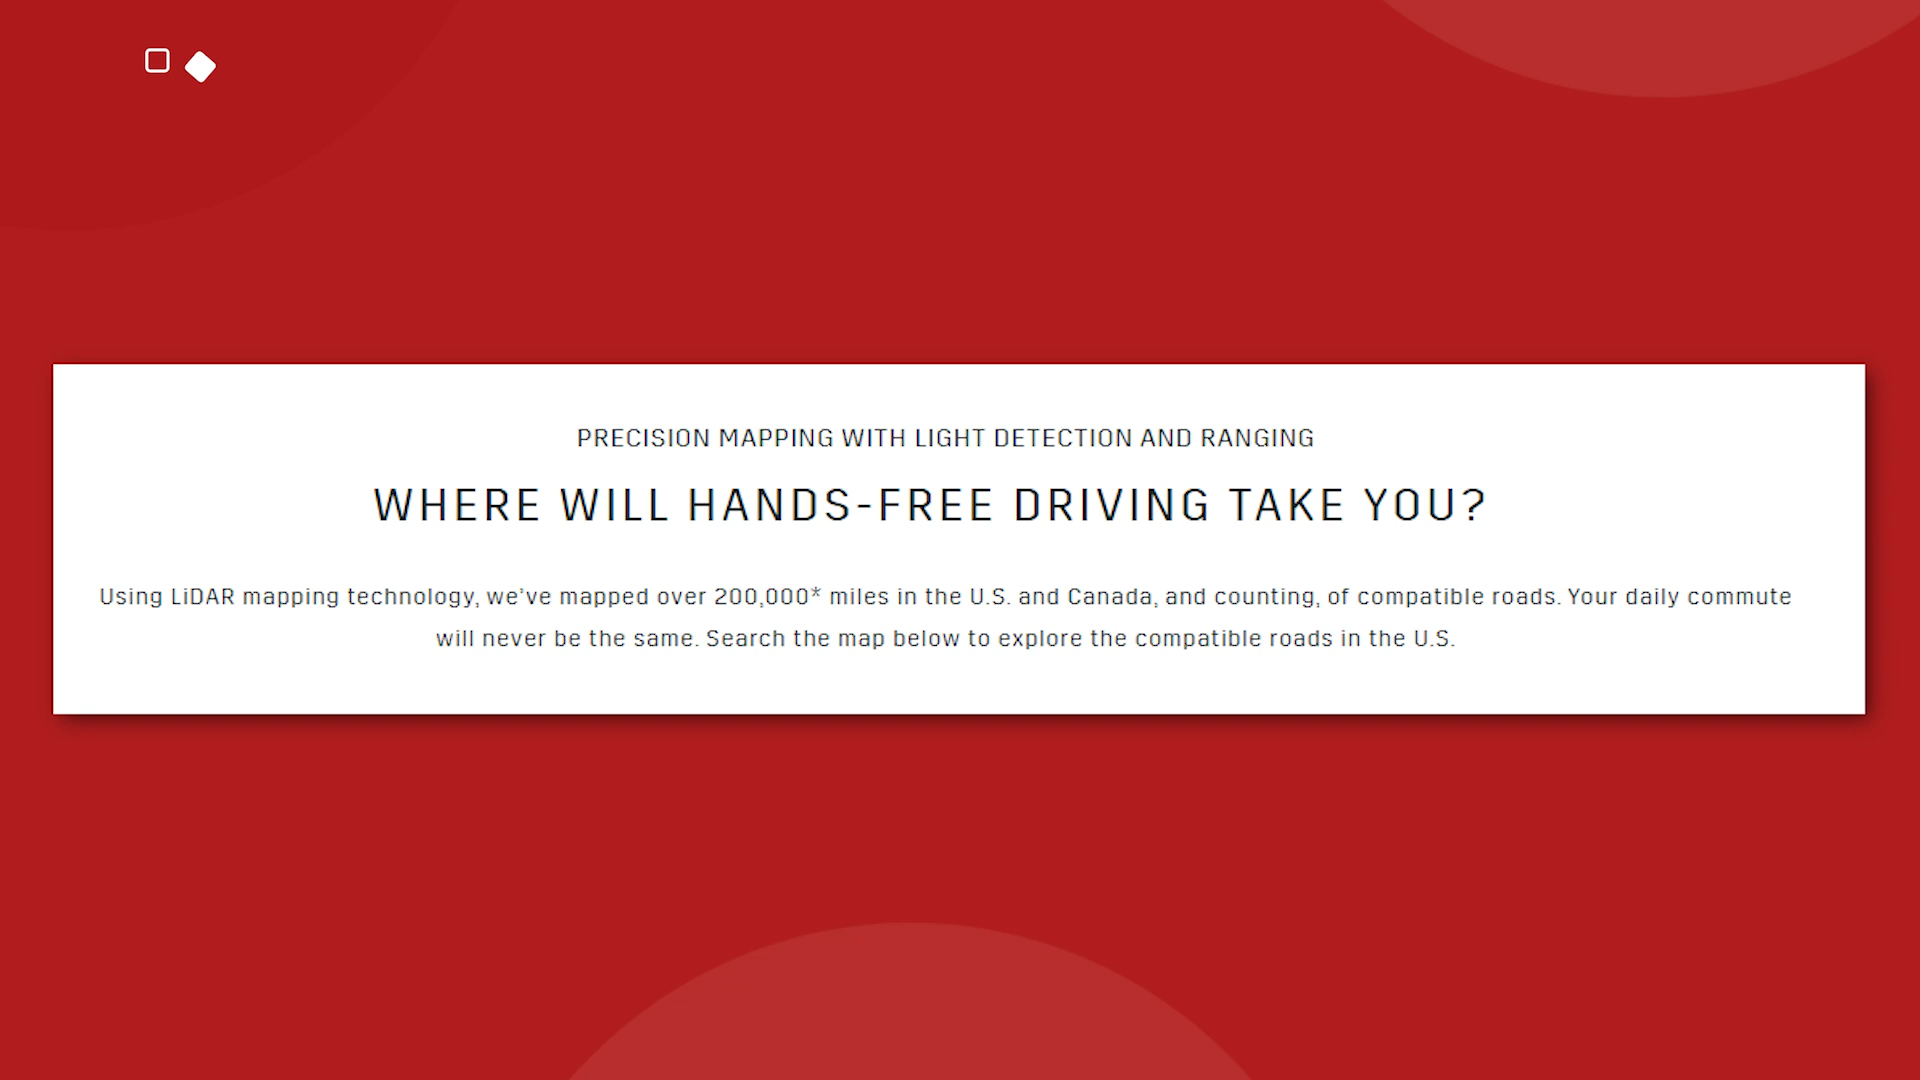 PRECISION MAPPING WITH LIGHT DETECTION AND RANGING
WHERE WILL HANDS-FREE DRIVING TAKE YOU?
Using LiDAR mapping technology, we've mapped over 200,000* miles in the U.S. and Canada, and counting, of compatible roads. Your daily commute
will never be the same. Search the map below to explore the compatible roads in the U.S.